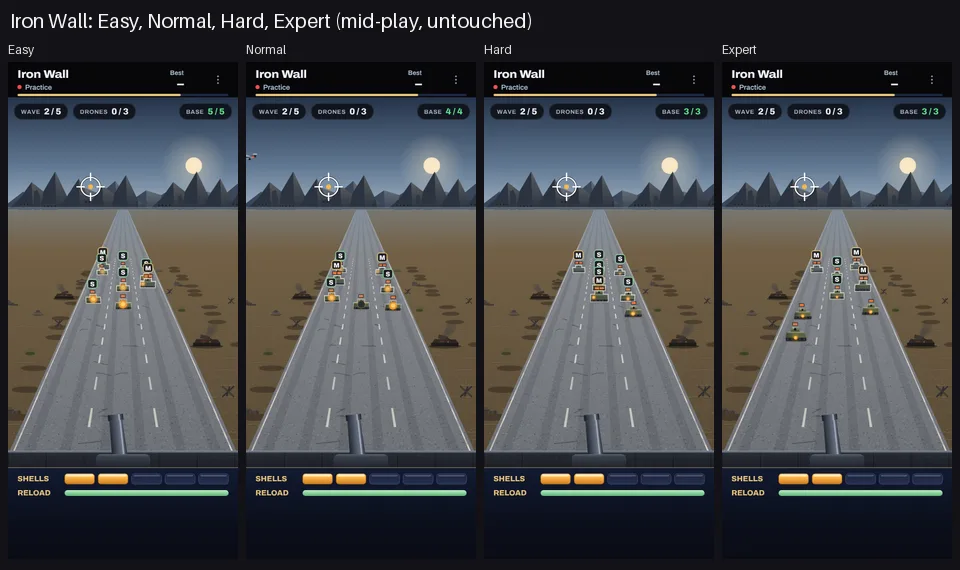 Iron Wall: Easy, Normal, Hard, Expert (mid-play, untouched)
Easy
Iron Wall
Best
Practice
–
WAVE 2/5 DRONES 0/3 BASE 5/5
M
S
S
S
S
M
S
SHELLS
RELOAD
Normal
Iron Wall
Best
Practice
–
WAVE 2/5 DRONES 0/3 BASE 4/4
S
M
M
S
S
SHELLS
RELOAD
Hard
Iron Wall
Best
Practice
–
WAVE 2/5 DRONES 0/3 BASE 3/3
M
S
S
S
S
M
S
SHELLS
RELOAD
Expert
Iron Wall
Best
Practice
–
WAVE 2/5 DRONES 0/3 BASE 3/3
M
M
S
M
S
SHELLS
RELOAD